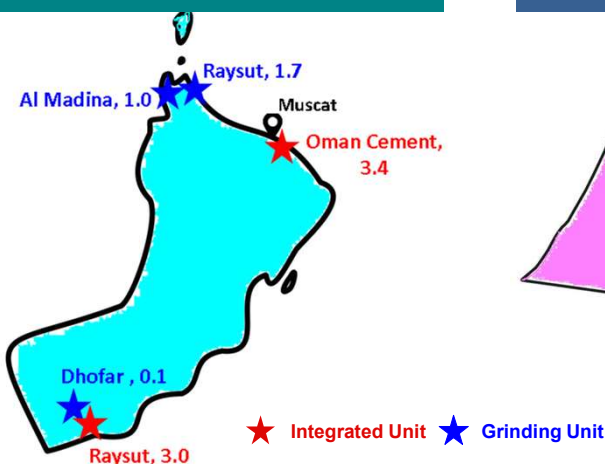 Raysut, 1.7
Al Madina, 1.0
Muscat
Oman Cement,
3.4
Dhofar , 0.1
Raysut, 3.0
Integrated Unit
Grinding Unit